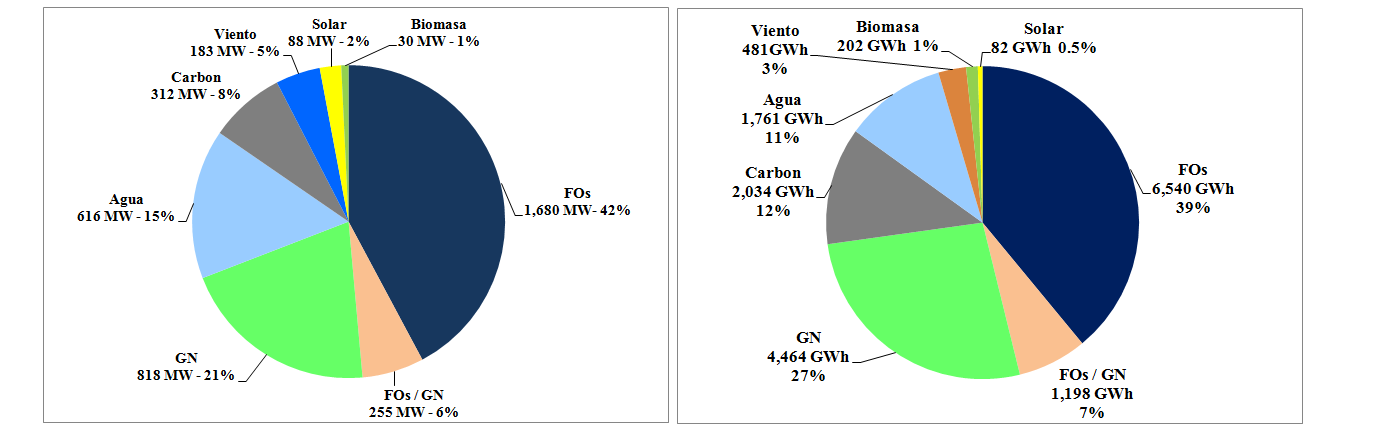 Solar
88 MW - 2%
Biomasa
30 MW - 1%
Viento
183 MW - 5%
Carbon
312 MW - 8%
Agua
616 MW - 15%
FOs
1,680 MW- 42%
GN
818 MW - 21%
FOs / GN
255 MW - 6%
Viento
481GWh
3%
Biomasa
202 GWh 1%
Solar
82 GWh 0.5%
Agua
1,761 GWh
11%
Carbon
2,034 GWh
12%
FOs
6,540 GWh
39%
GN
4,464 GWh
27%
FOs / GN
1,198 GWh
7%